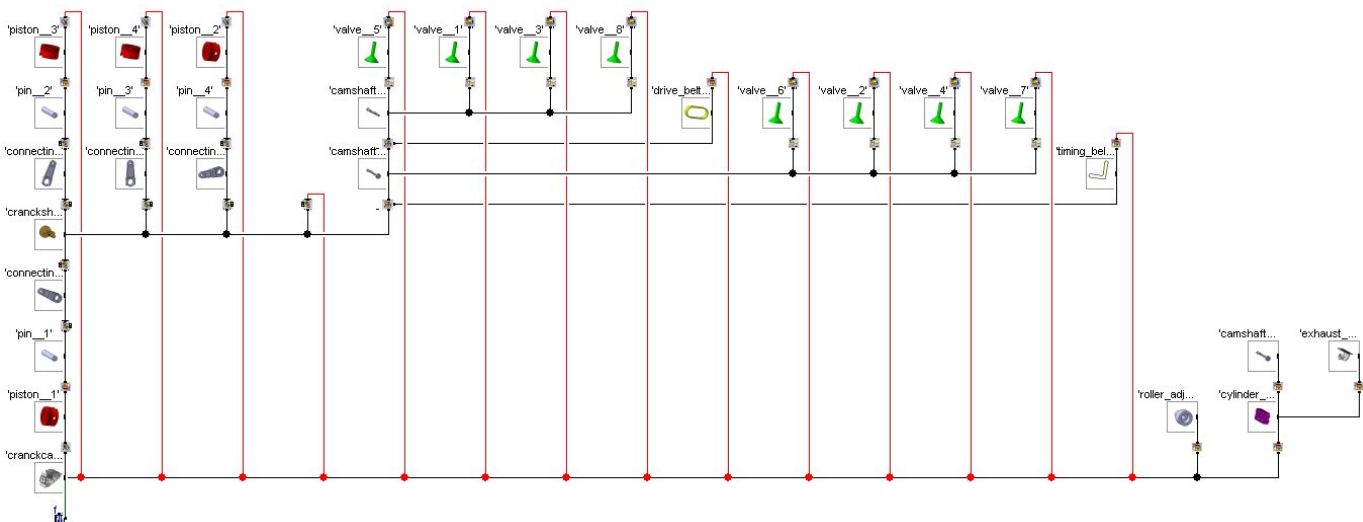 'piston__3' 'piston__4' 'piston__2' 'valve__5' 'valve__1' 'valve__3' 'valve__8'
'pin__2' 'pin__3' 'pin__4' 'camshaft... 'drive_belt... 'valve__6' 'valve__2' 'valve__4' 'valve__7'
'connectin... 'connectin... 'connectin... 'camshaft... 'timing_bel...
'crancksh...
'connectin...
'pin__1' 'camshaft... 'exhaust_...
'piston__1' 'roller_adj... 'cylinder_...
'cranckca...